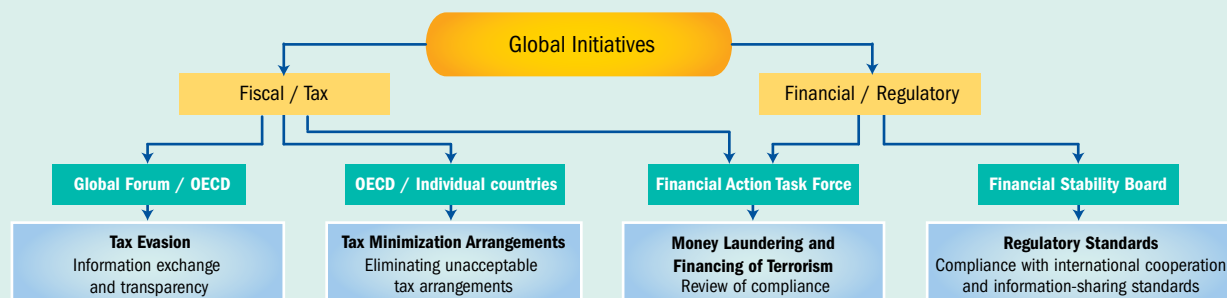 Global Initiatives
Fiscal / Tax
Financial / Regulatory
Global Forum / OECD
OECD / Individual countries
Financial Action Task Force
Financial Stability Board
Tax Evasion
Information exchange
and transparency
Tax Minimization Arrangements
Eliminating unacceptable
tax arrangements
Money Laundering and
Financing of Terrorism
Review of compliance
Regulatory Standards
Compliance with international cooperation
and information-sharing standards